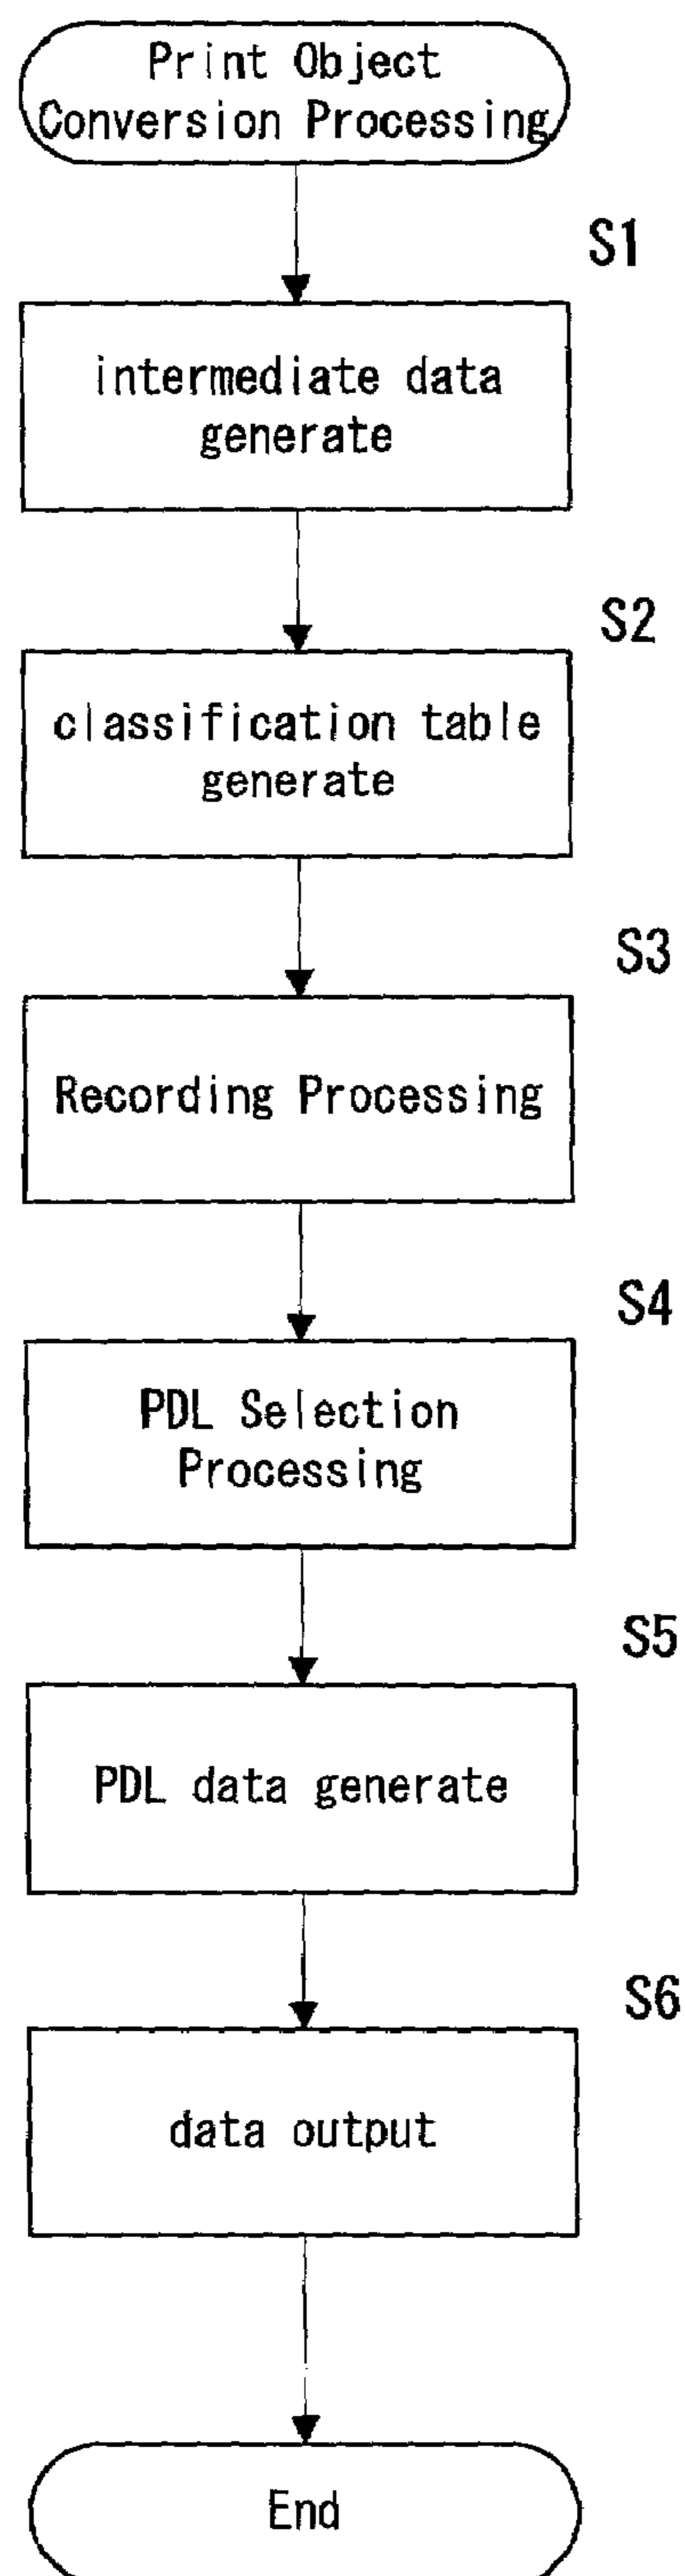 Print Object
Conversion Processing
S1
intermediate data
generate
S2
classification table
generate
S3
Recording Processing
S4
PDL Selection
Processing
S5
PDL data generate
S6
data output
End